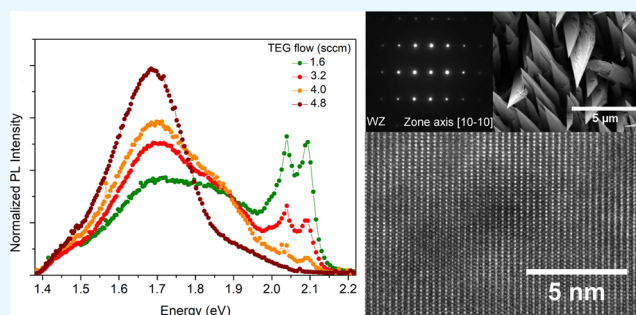 TEG flow (sccm)
1.6
3.2
4.0
4.8
Normalized PL Intensity
1.4 1.5 1.6 1.7 1.8 1.9 2.0 2.1 2.2
Energy (eV)
WZ Zone axis [10-10]
5 µm
5 nm